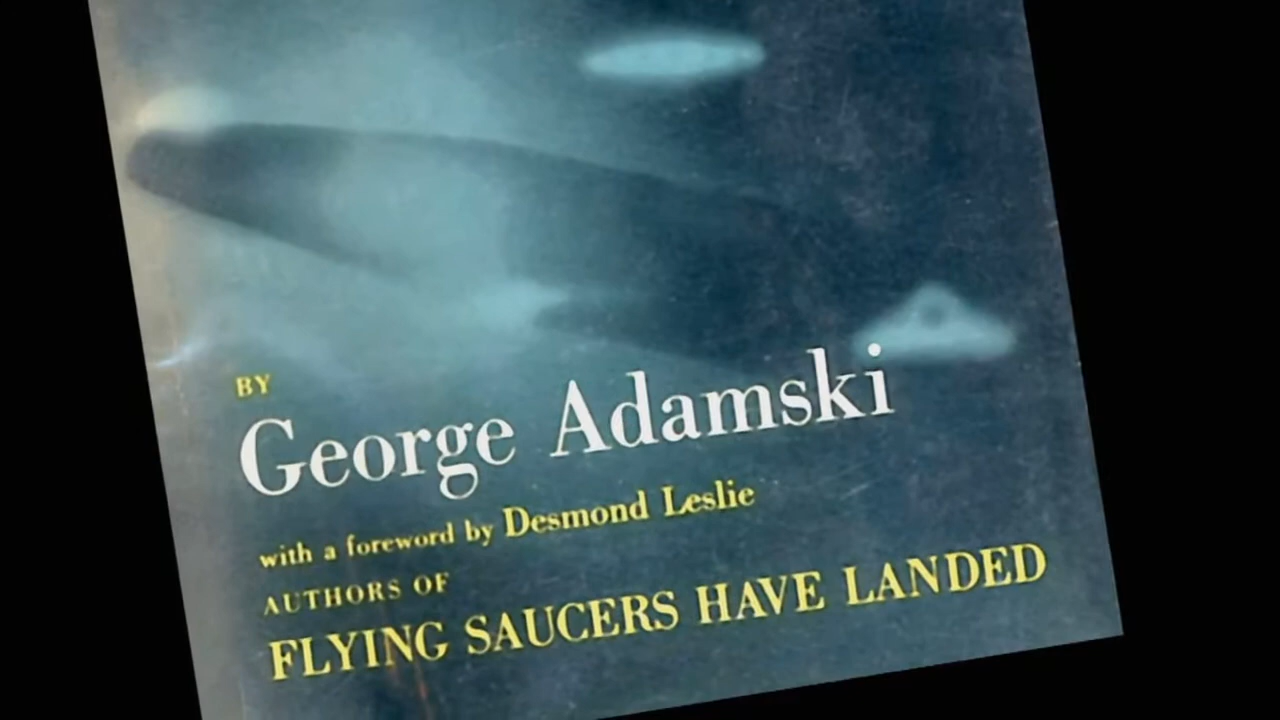 BY
George Adamski
with a foreword by Desmond Leslie
AUTHORS OF
FLYING SAUCERS HAVE LANDED